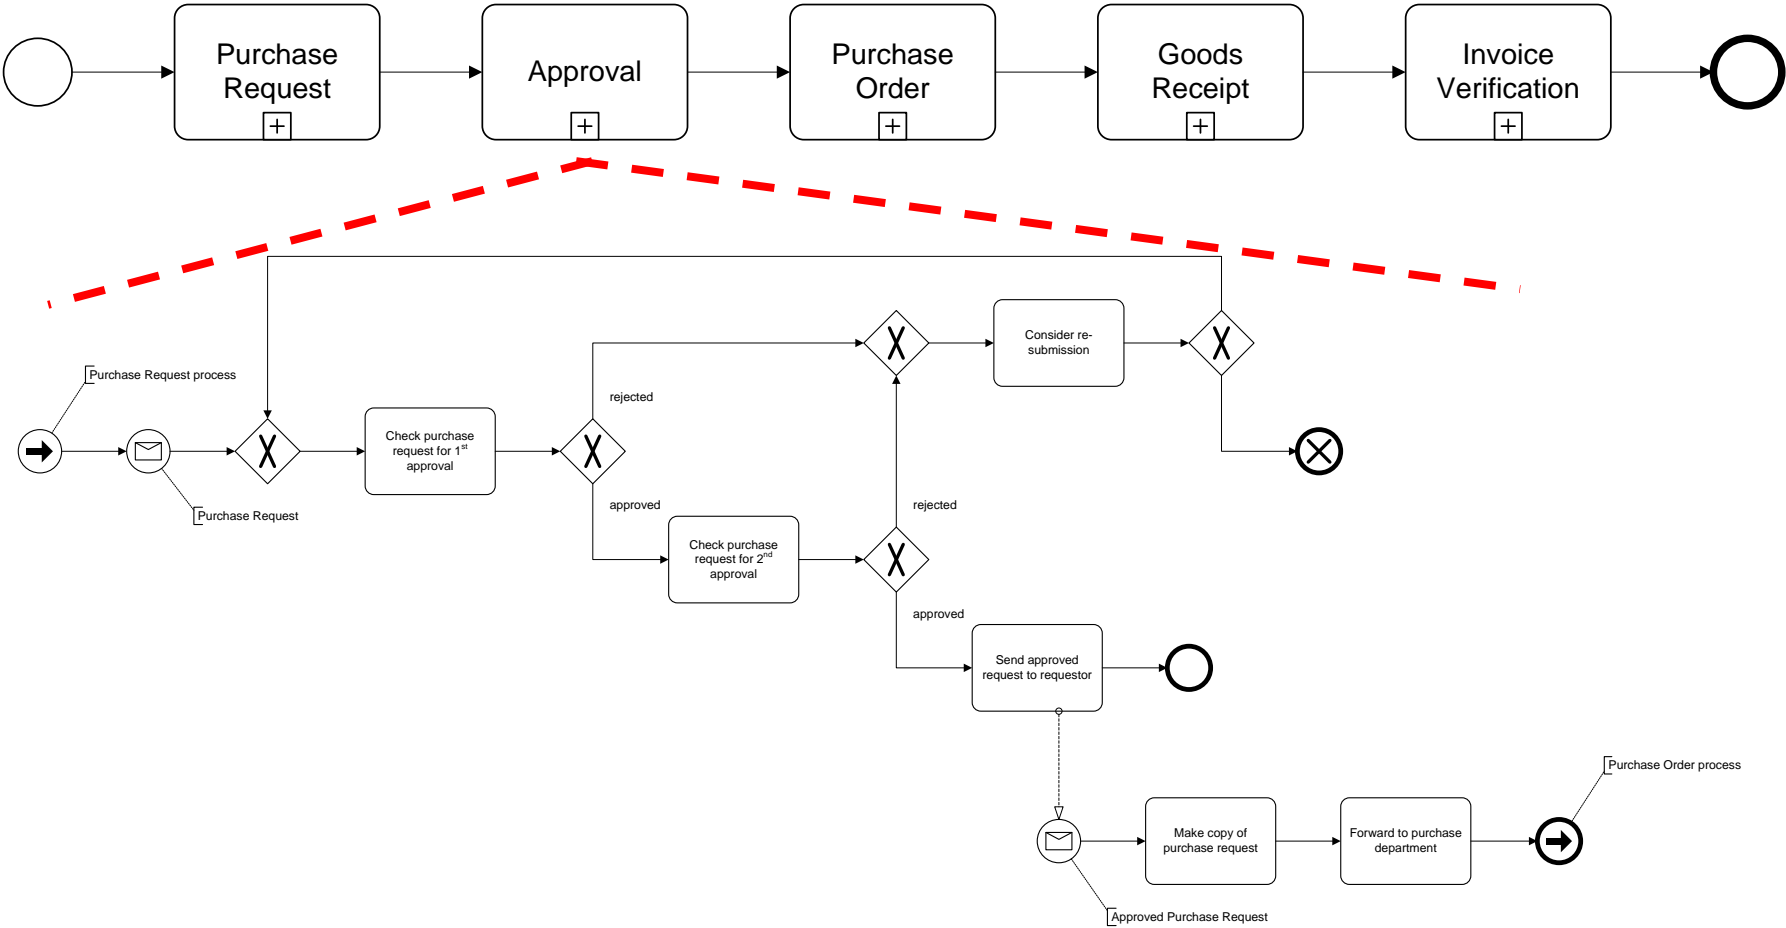 Purchase
Request
Approval
Purchase
Order
Goods
Receipt
Invoice
Verification
Purchase Request process
Purchase Request
Check purchase
request for 1st
approval
rejected
approved
Check purchase
request for 2nd
approval
Consider re-
submission
rejected
approved
Send approved
request to requestor
Approved Purchase Request
Make copy of
purchase request
Forward to purchase
department
Purchase Order process